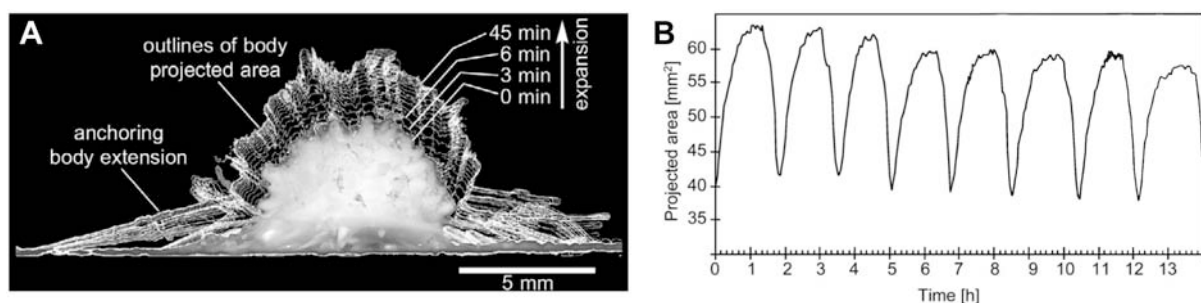 A
outlines of body
projected area
anchoring
body extension
45 min
6 min
3 min
0 min
expansion
5 mm
B
Projected area [mm²]
60
55
50
45
40
35
0 1 2 3 4 5 6 7 8 9 10 11 12 13
Time [h]